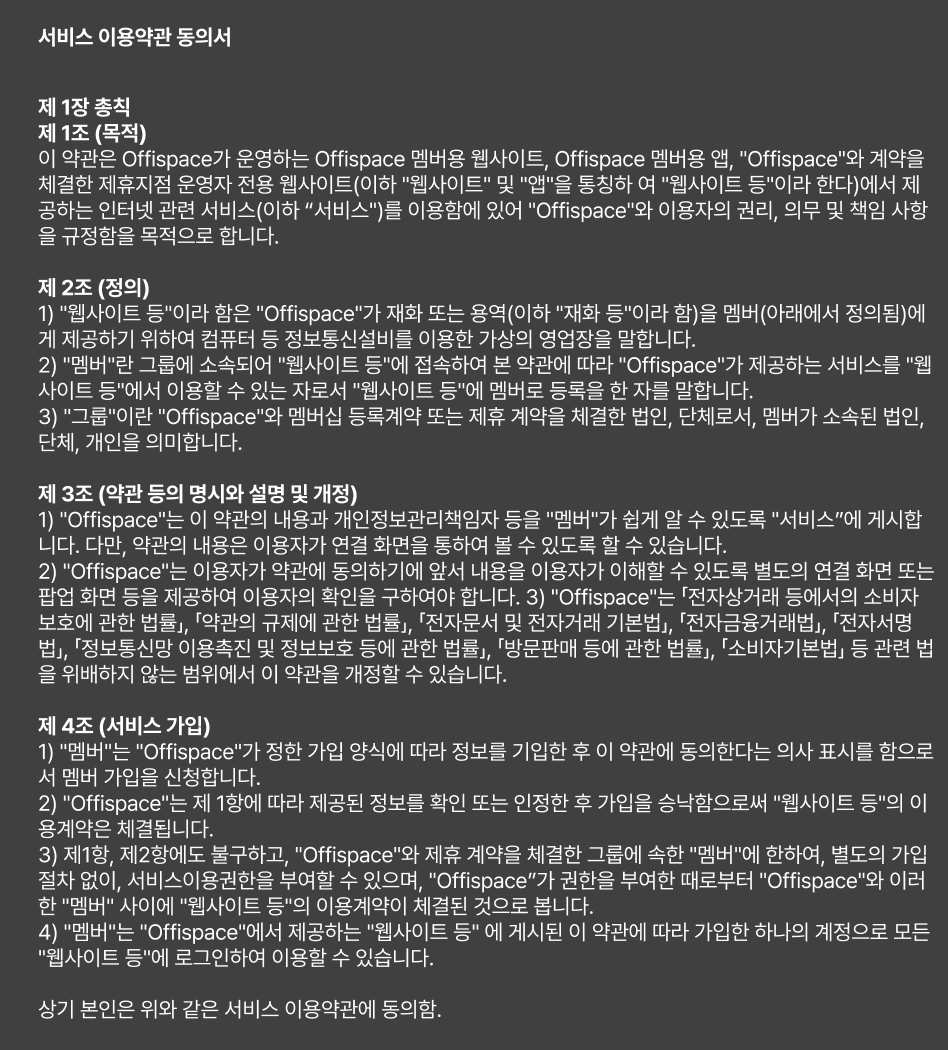 서비스 이용약관 동의서
제 1장 총칙
제 1조 (목적)
이 약관은 Offispace가 운영하는 Offispace 멤버용 웹사이트, Offispace 멤버용 앱, "Offispace"와 계약을
체결한 제휴지점 운영자 전용 웹사이트(이하 "웹사이트" 및 "앱"을 통칭하 여 "웹사이트 등"이라 한다)에서 제
공하는 인터넷 관련 서비스(이하 “서비스")를 이용함에 있어 "Offispace"와 이용자의 권리, 의무 및 책임 사항
을 규정함을 목적으로 합니다.
제 2조 (정의)
1) "웹사이트 등"이라 함은 "Offispace"가 재화 또는 용역(이하 "재화 등"이라 함)을 멤버(아래에서 정의됨)에
게 제공하기 위하여 컴퓨터 등 정보통신설비를 이용한 가상의 영업장을 말합니다.
2) "멤버"란 그룹에 소속되어 "웹사이트 등"에 접속하여 본 약관에 따라 "Offispace"가 제공하는 서비스를 "웹
사이트 등"에서 이용할 수 있는 자로서 "웹사이트 등"에 멤버로 등록을 한 자를 말합니다.
3) "그룹"이란 "Offispace"와 멤버십 등록계약 또는 제휴 계약을 체결한 법인, 단체로서, 멤버가 소속된 법인,
단체, 개인을 의미합니다.
제 3조 (약관 등의 명시와 설명 및 개정)
1) "Offispace"는 이 약관의 내용과 개인정보관리책임자 등을 "멤버"가 쉽게 알 수 있도록 "서비스”에 게시합
니다. 다만, 약관의 내용은 이용자가 연결 화면을 통하여 볼 수 있도록 할 수 있습니다.
2) "Offispace"는 이용자가 약관에 동의하기에 앞서 내용을 이용자가 이해할 수 있도록 별도의 연결 화면 또는
팝업 화면 등을 제공하여 이용자의 확인을 구하여야 합니다. 3) "Offispace"는 「전자상거래 등에서의 소비자
보호에 관한 법률」, 「약관의 규제에 관한 법률」, 「전자문서 및 전자거래 기본법」, 「전자금융거래법」, 「전자서명
법」, 「정보통신망 이용촉진 및 정보보호 등에 관한 법률」, 「방문판매 등에 관한 법률」, 「소비자기본법」 등 관련 법
을 위배하지 않는 범위에서 이 약관을 개정할 수 있습니다.
제 4조 (서비스 가입)
1) "멤버"는 "Offispace"가 정한 가입 양식에 따라 정보를 기입한 후 이 약관에 동의한다는 의사 표시를 함으로
서 멤버 가입을 신청합니다.
2) "Offispace"는 제 1항에 따라 제공된 정보를 확인 또는 인정한 후 가입을 승낙함으로써 "웹사이트 등"의 이
용계약은 체결됩니다.
3) 제1항, 제2항에도 불구하고, "Offispace"와 제휴 계약을 체결한 그룹에 속한 "멤버"에 한하여, 별도의 가입
절차 없이, 서비스이용권한을 부여할 수 있으며, "Offispace”가 권한을 부여한 때로부터 "Offispace"와 이러
한 "멤버" 사이에 "웹사이트 등"의 이용계약이 체결된 것으로 봅니다.
4) "멤버"는 "Offispace"에서 제공하는 "웹사이트 등" 에 게시된 이 약관에 따라 가입한 하나의 계정으로 모든
"웹사이트 등"에 로그인하여 이용할 수 있습니다.
상기 본인은 위와 같은 서비스 이용약관에 동의함.